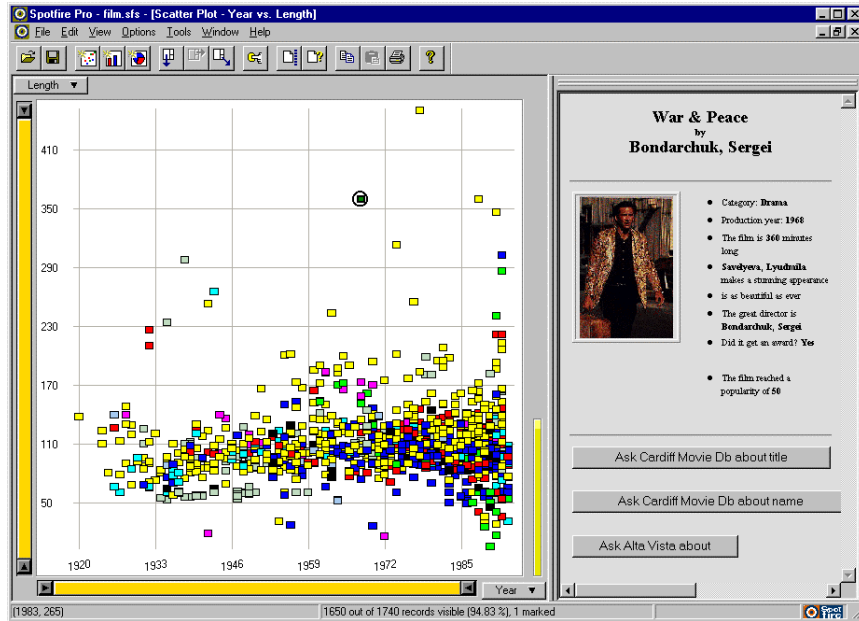 Spotfire Pro - film.sfs - [Scatter Plot - Year vs. Length]
File Edit View Options Tools Window Help
Length
410
350
290
230
170
110
50
1920 1933 1946 1959 1972 1985
Year
War & Peace
by
Bondarchuk, Sergei
Category: Drama
Production year: 1968
The film is 360 minutes
long
Savelyeva, Lyudmila
makes a stunning appearance
is as beautiful as ever
The great director is
Bondarchuk, Sergei
Did it get an award? Yes
The film reached a
popularity of 50
Ask Cardiff Movie Db about title
Ask Cardiff Movie Db about name
Ask Alta Vista about
(1983, 265)
1650 out of 1740 records visible (94.83 %), 1 marked
Spot
fire